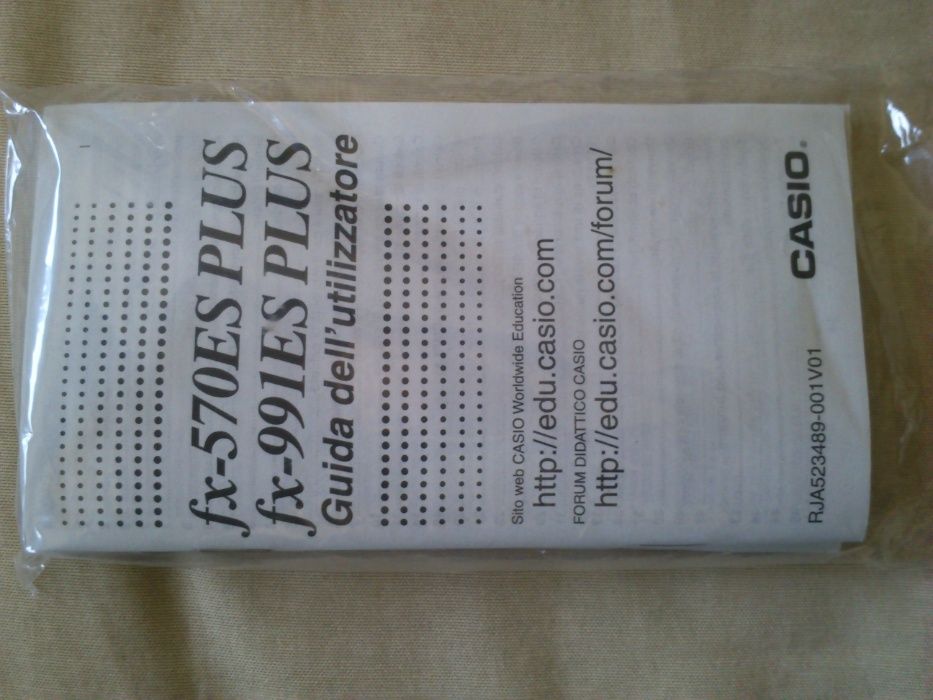 I
fx-570ES PLUS
fx-991ES PLUS
Guida dell'utilizzatore
Sito web CASIO Worldwide Education
http://edu.casio.com
FORUM DIDATTICO CASIO
http://edu.casio.com/forum/
RJA523489-001V01
CASIO®